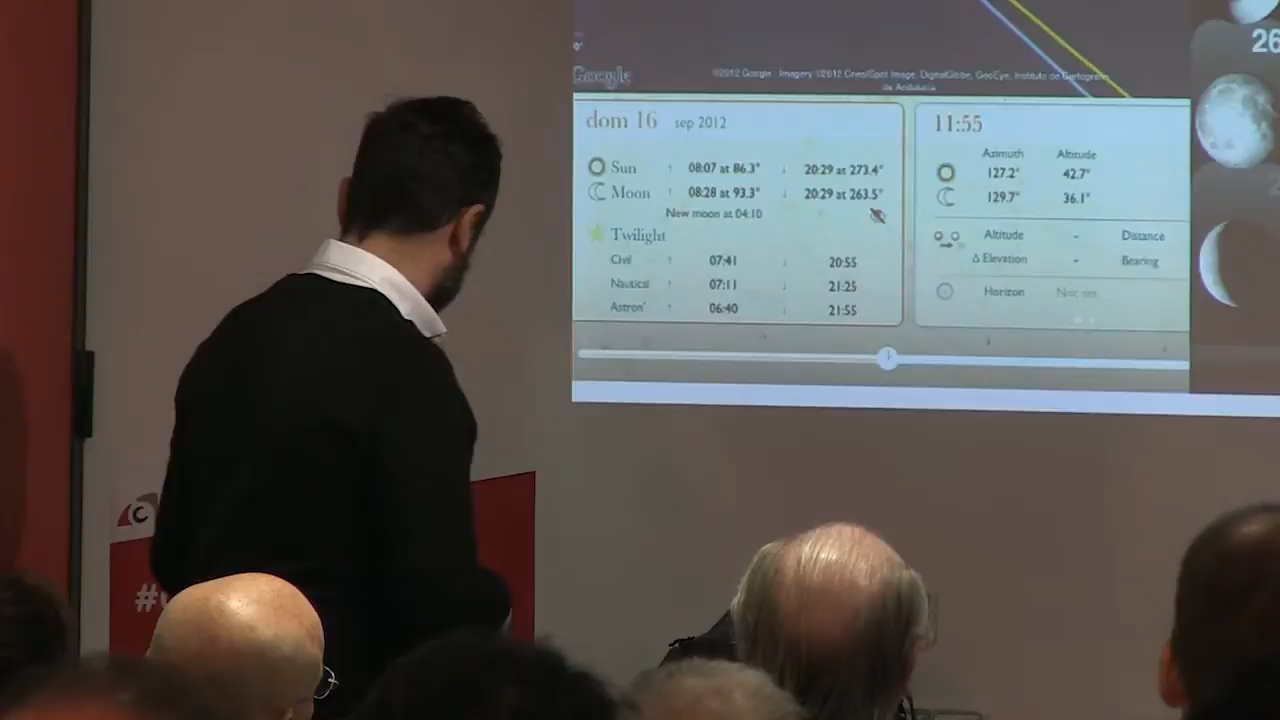 Google
©2012 Google - Imagery ©2012 Cnes/Spot Image, DigitalGlobe, GeoEye, Instituto de Cartografía
de Andalucía
26
dom 16 sep 2012
Sun ↑ 08:07 at 86.3° ↓ 20:29 at 273.4°
Moon ↑ 08:28 at 93.3° ↓ 20:29 at 263.5°
New moon at 04:10
Twilight
Civil ↑ 07:41 ↓ 20:55
Nautical ↑ 07:11 ↓ 21:25
Astron' ↑ 06:40 ↓ 21:55
11:55
Azimuth Altitude
127.2° 42.7°
129.7° 36.1°
Altitude - Distance
Δ Elevation - Bearing
Horizon Not set
C
#